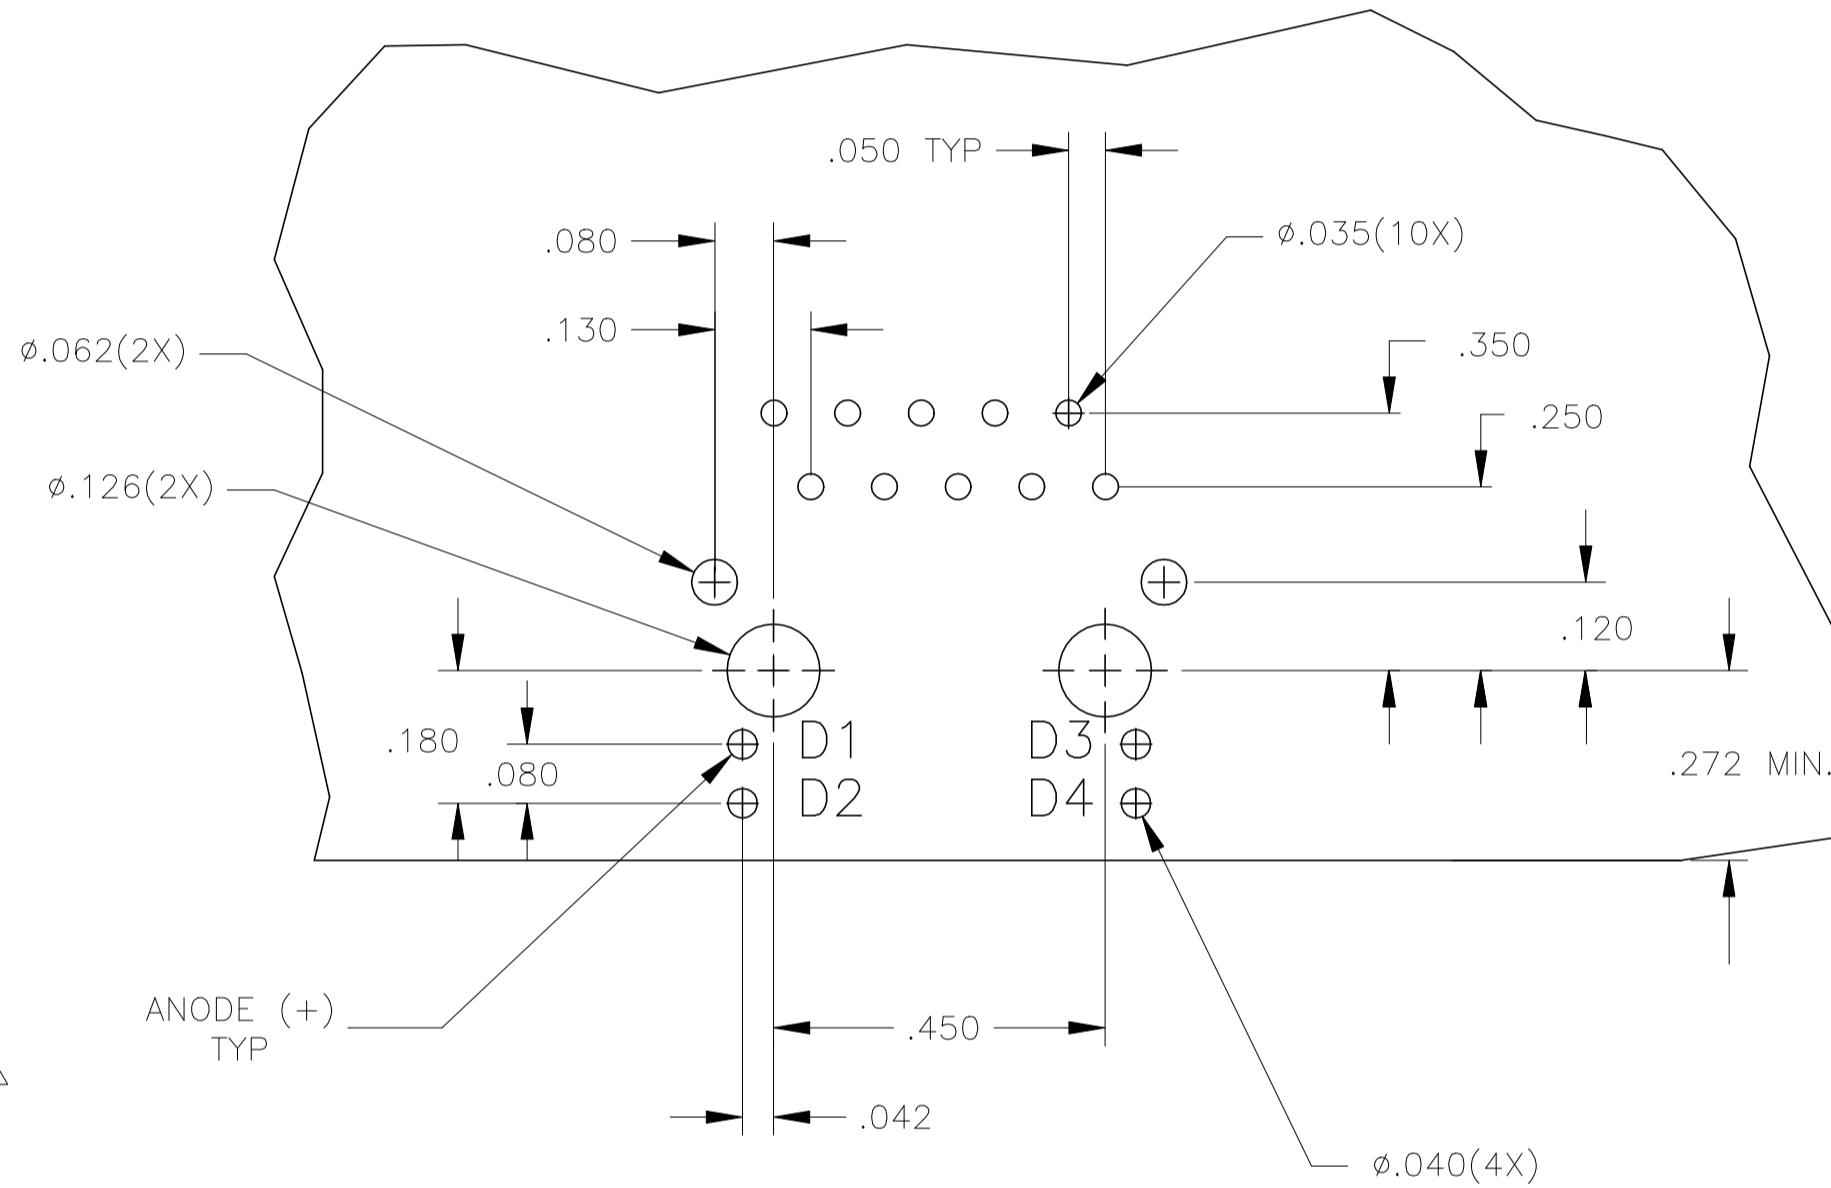 .050 TYP
.080
⌀.035(10X)
.130
.350
⌀.062(2X)
.250
⌀.126(2X)
.120
.180
D1
D3
.080
.272 MIN.
D2
D4
ANODE (+)
TYP
.450
.042
⌀.040(4X)